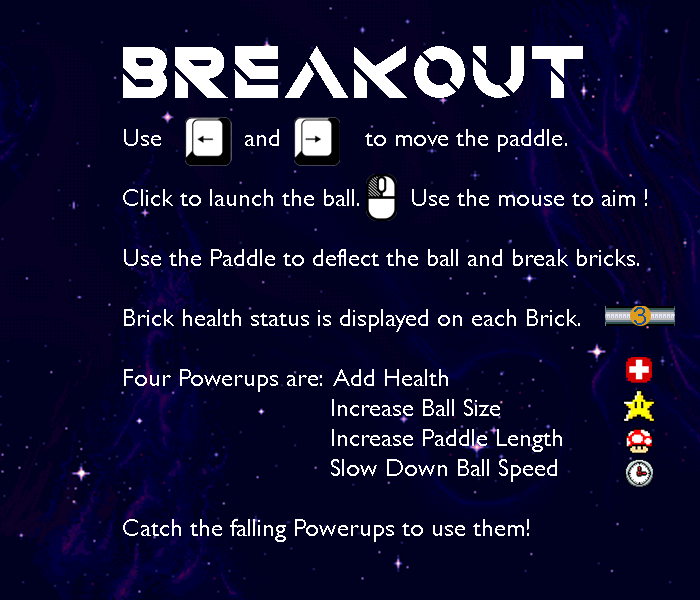 BREAKOUT
Use ← and → to move the paddle.
Click to launch the ball. Use the mouse to aim !
Use the Paddle to deflect the ball and break bricks.
Brick health status is displayed on each Brick. 3
Four Powerups are: Add Health
Increase Ball Size
Increase Paddle Length
Slow Down Ball Speed
Catch the falling Powerups to use them!